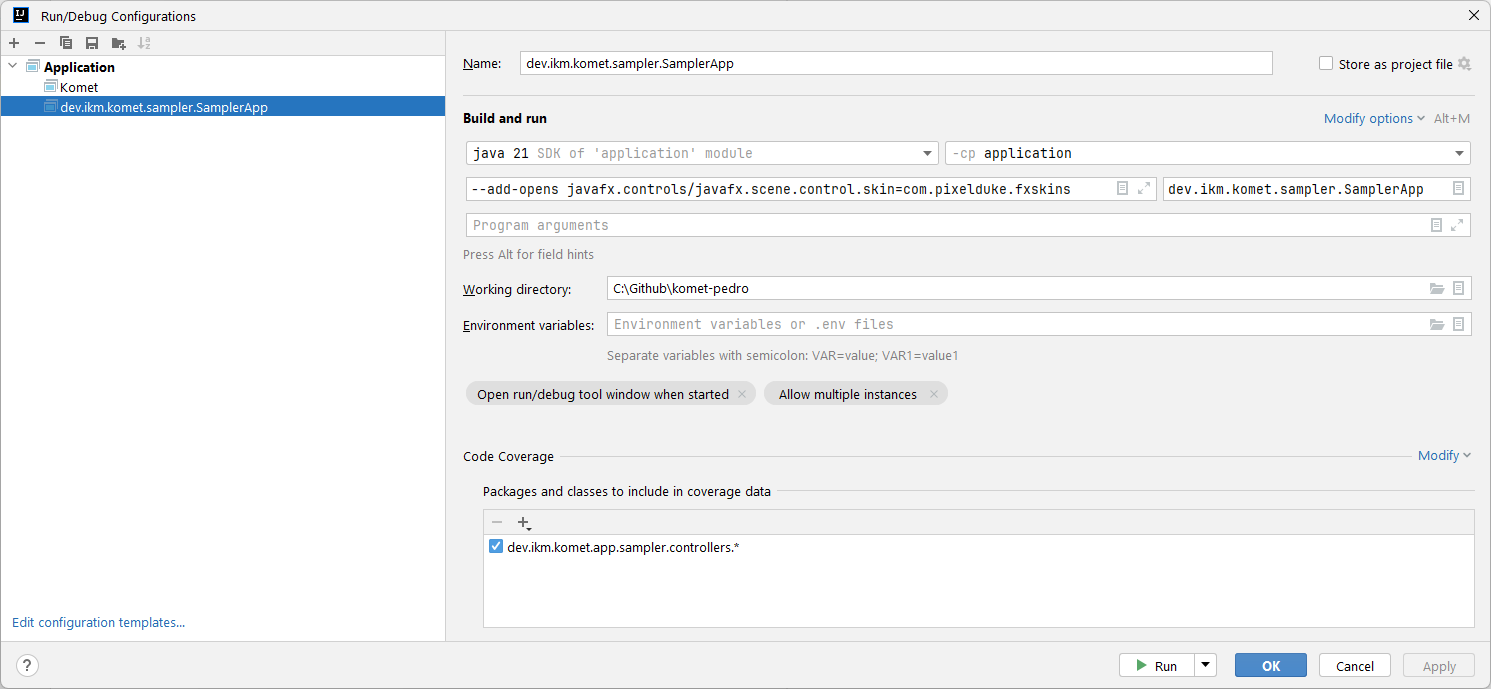 Run/Debug Configurations
Application
Komet
dev.ikm.komet.sampler.SamplerApp
Edit configuration templates...
Name: dev.ikm.komet.sampler.SamplerApp Store as project file
Build and run Modify options Alt+M
java 21 SDK of 'application' module -cp application
--add-opens javafx.controls/javafx.scene.control.skin=com.pixelduke.fxskins dev.ikm.komet.sampler.SamplerApp
Program arguments
Press Alt for field hints
Working directory: C:\Github\komet-pedro
Environment variables: Environment variables or .env files
Separate variables with semicolon: VAR=value; VAR1=value1
Open run/debug tool window when started Allow multiple instances
Code Coverage Modify
Packages and classes to include in coverage data
dev.ikm.komet.app.sampler.controllers.*
? Run OK Cancel Apply